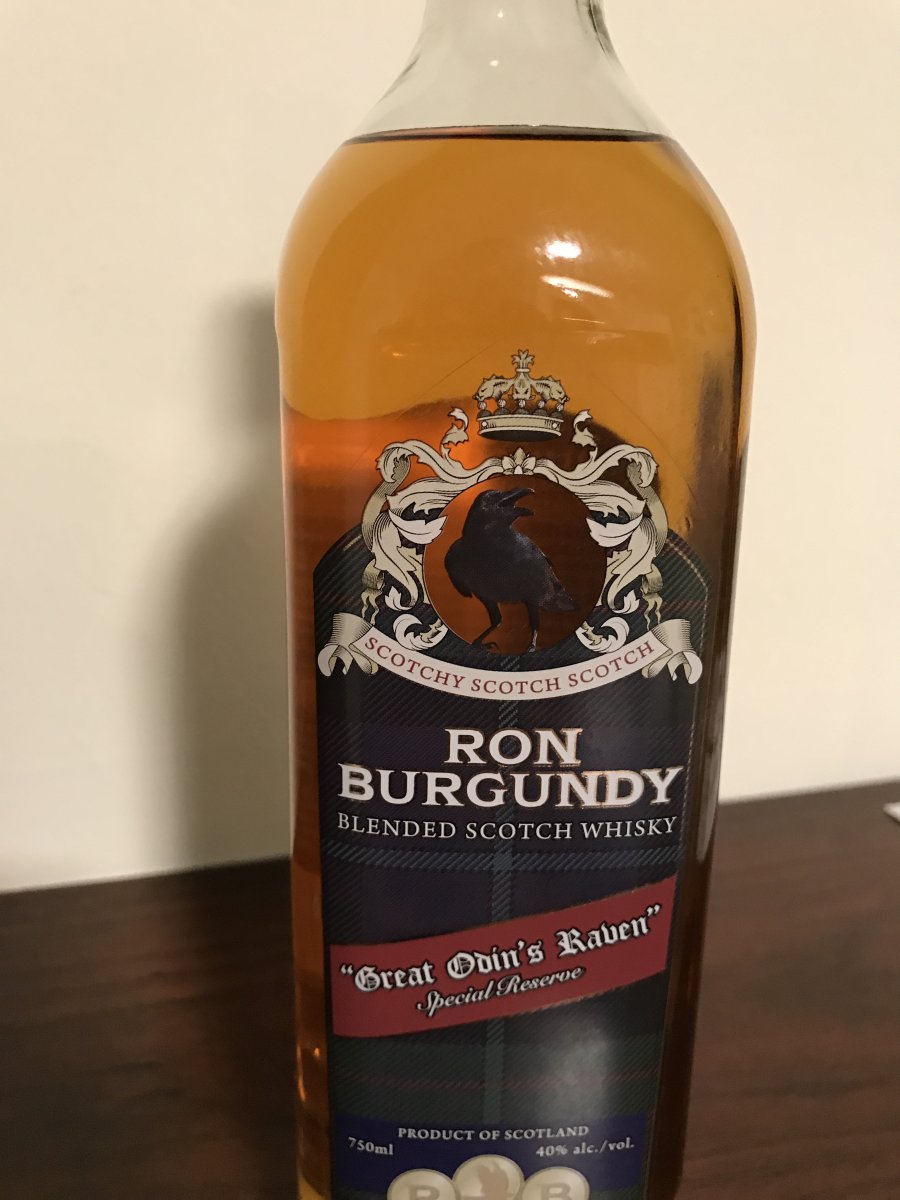 SCOTCHY SCOTCH SCOTCH
RON
BURGUNDY
BLENDED SCOTCH WHISKY
“Great Odin’s Raven”
Special Reserve
PRODUCT OF SCOTLAND
750ml 40% alc./vol.
R B